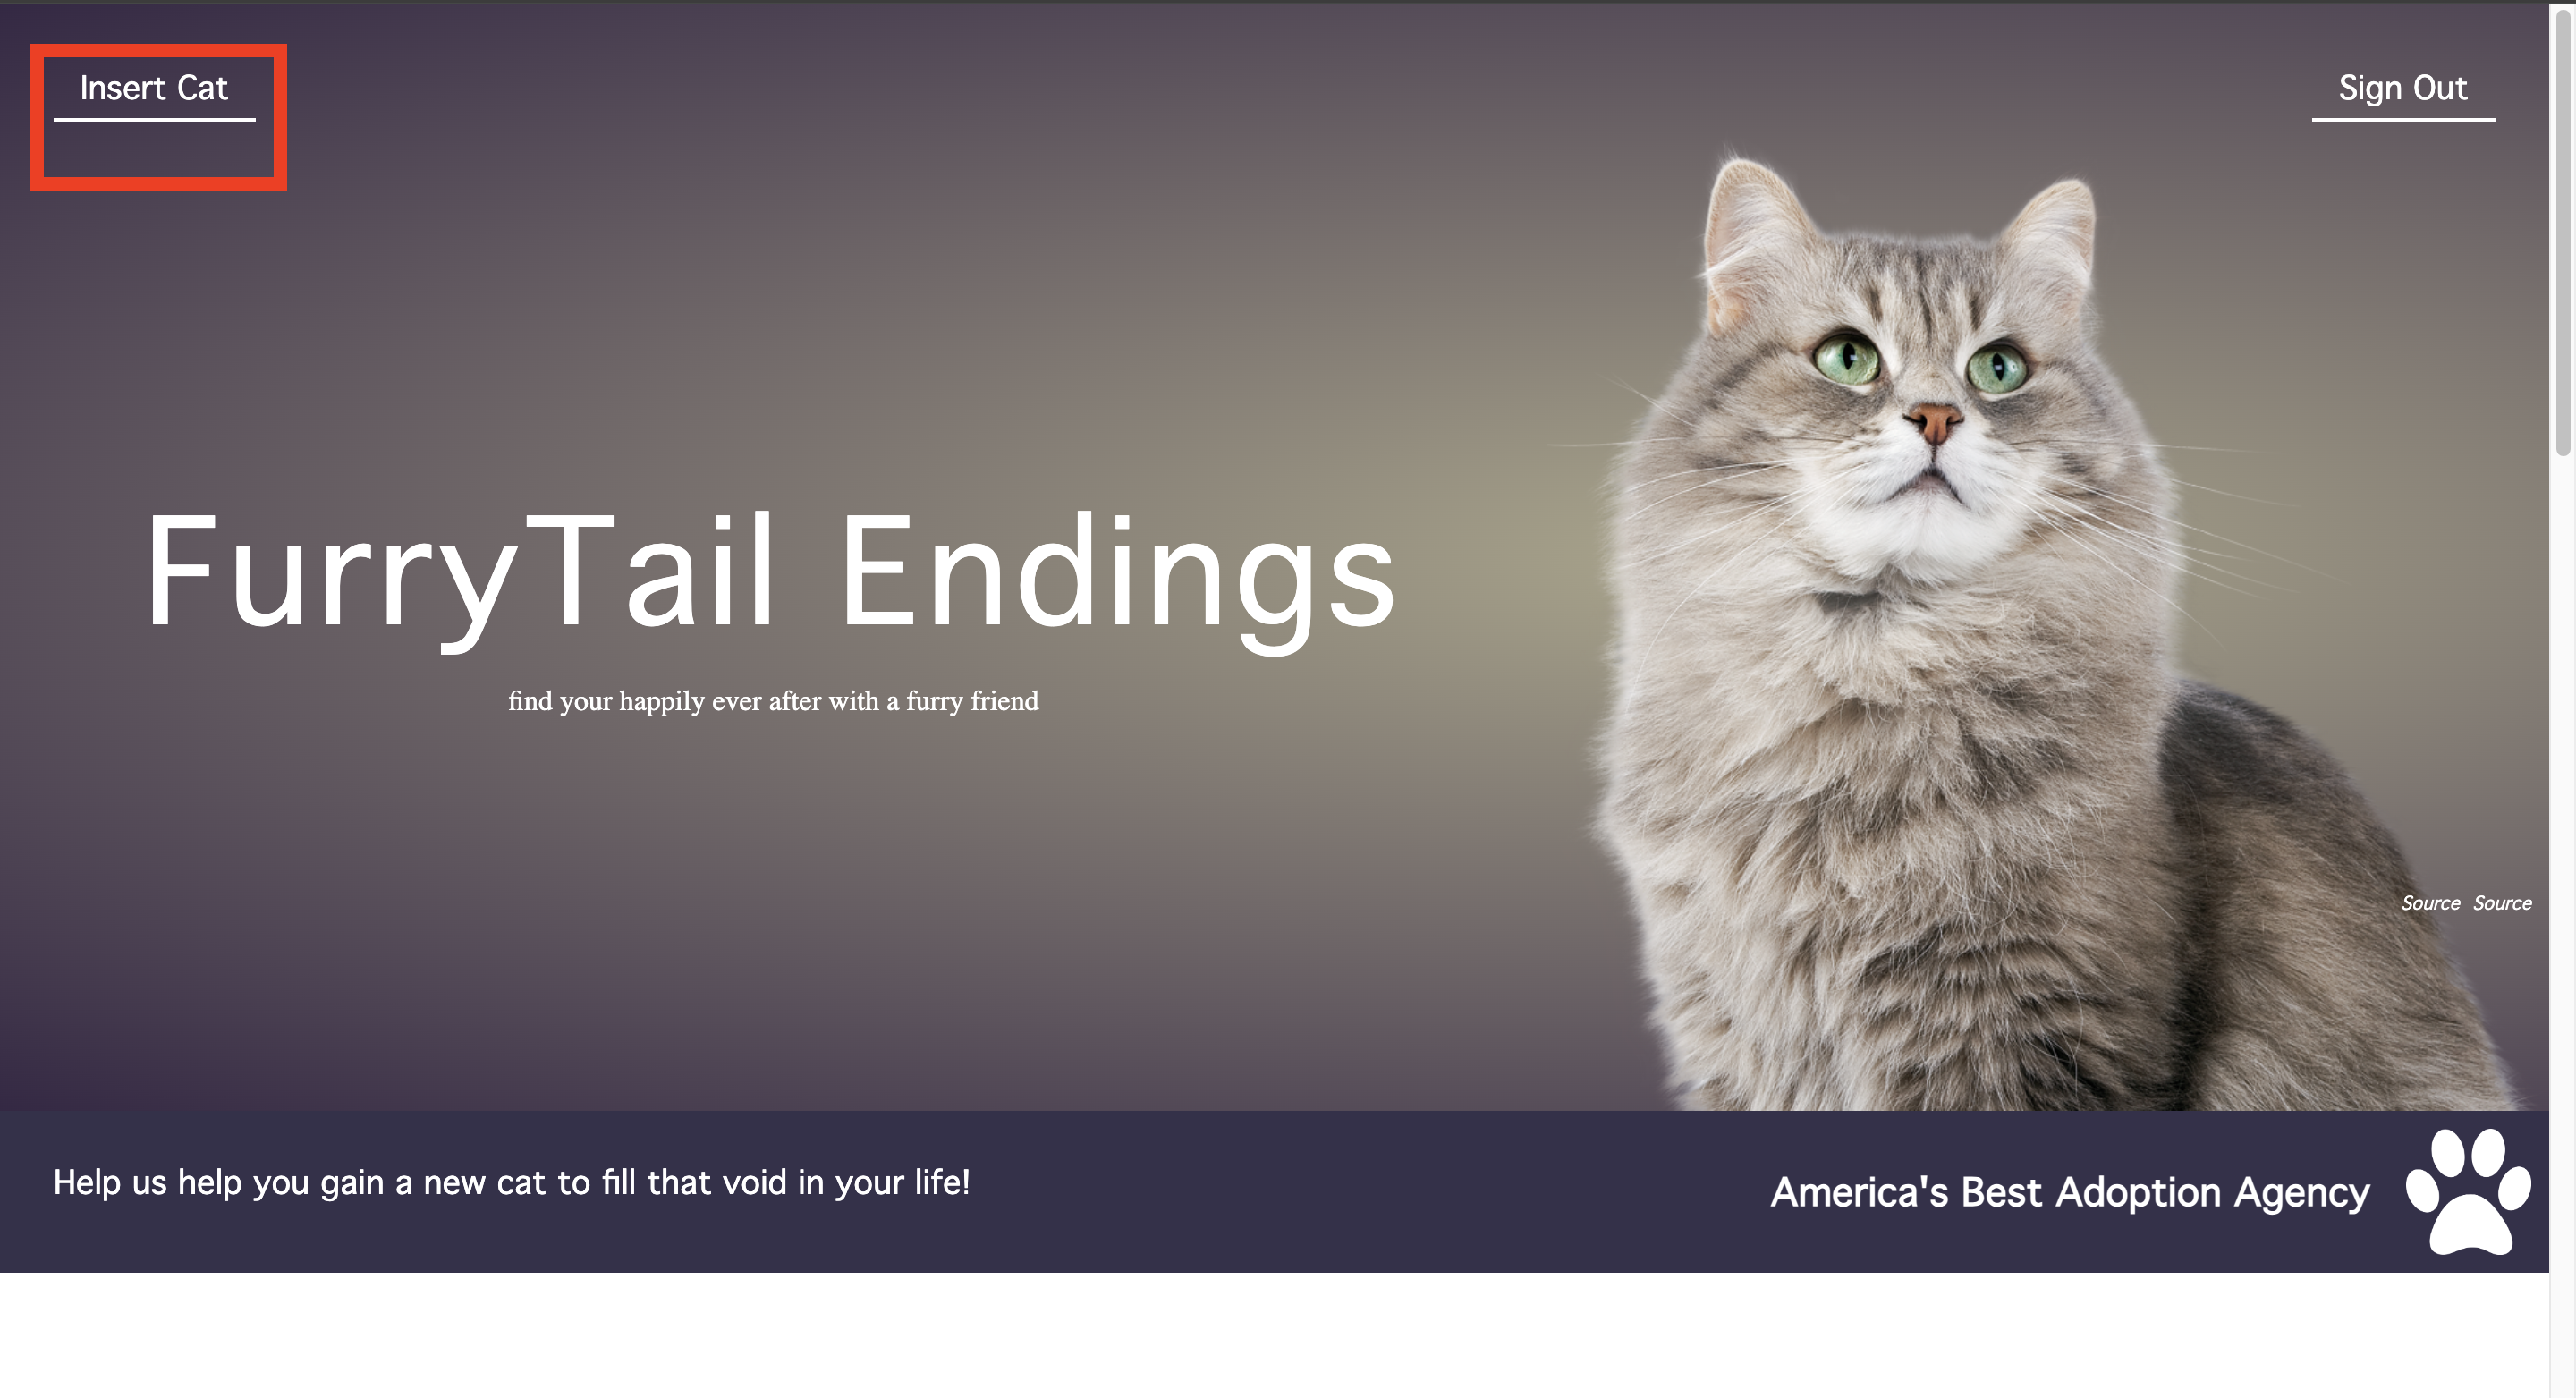 Insert Cat
Sign Out
FurryTail Endings
find your happily ever after with a furry friend
Source Source
Help us help you gain a new cat to fill that void in your life!
America's Best Adoption Agency